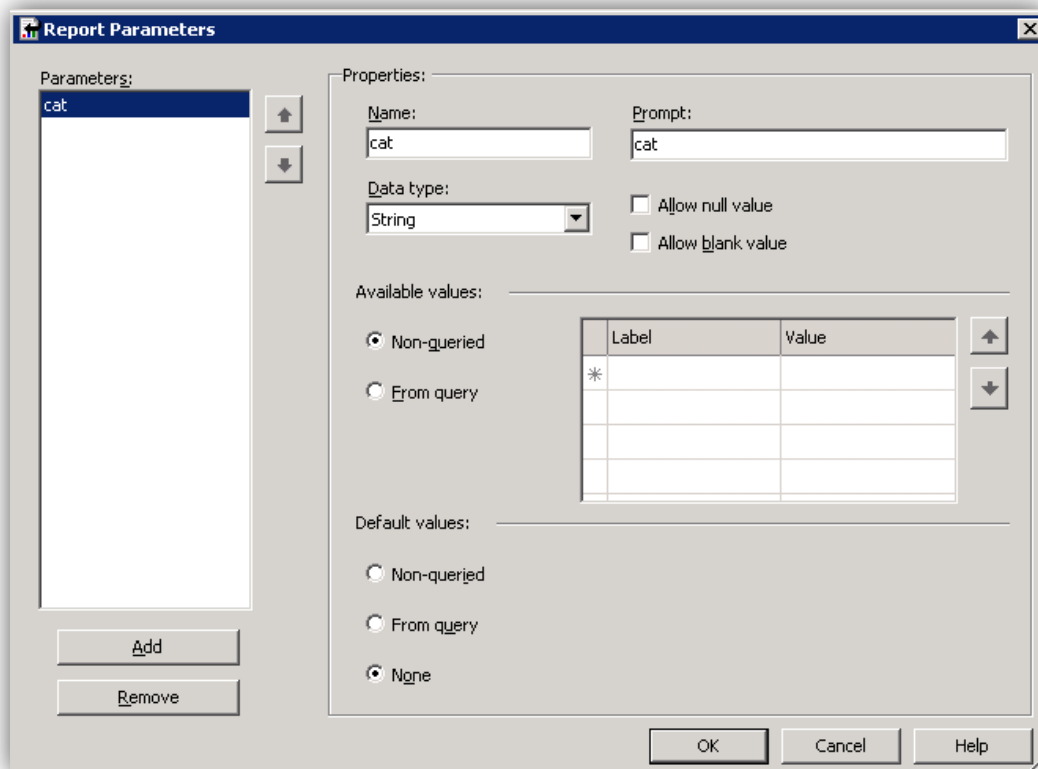 Report Parameters
Parameters:
cat
Add
Remove
Properties:
Name:
cat
Prompt:
cat
Data type:
String
Allow null value
Allow blank value
Available values:
Non-queried
From query
Label Value
Default values:
Non-queried
From query
None
OK Cancel Help